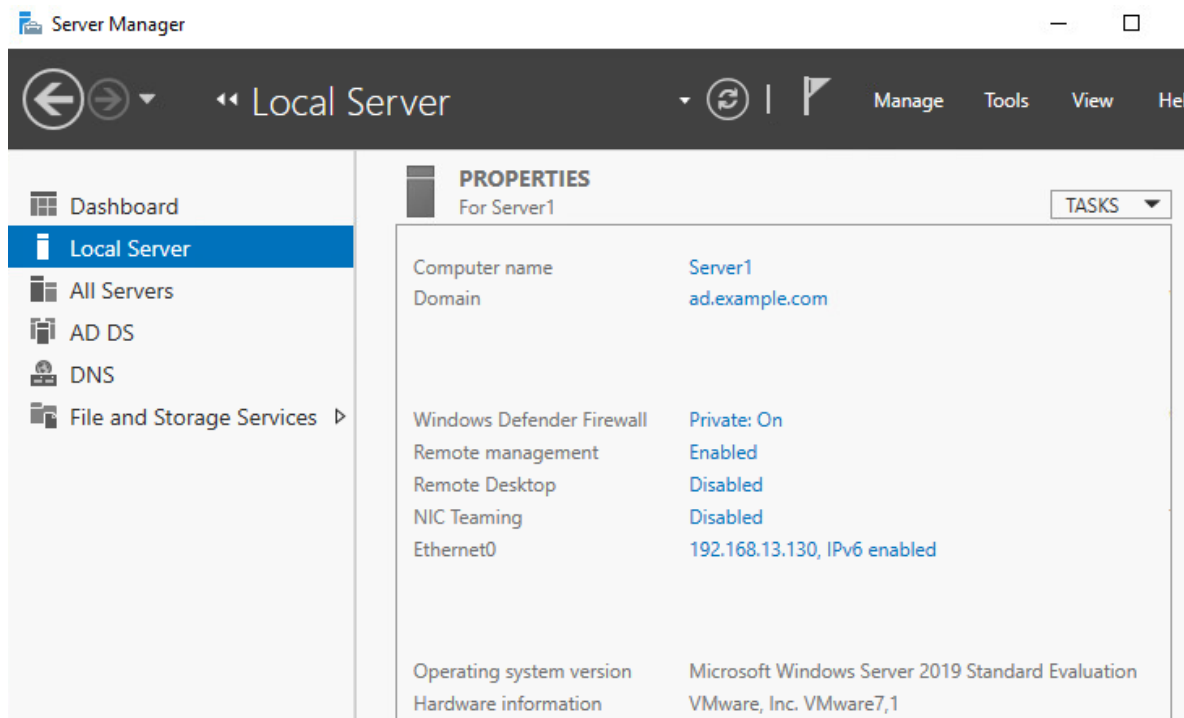 Server Manager
Local Server
Manage Tools View Hel
Dashboard
Local Server
All Servers
AD DS
DNS
File and Storage Services
PROPERTIES
For Server1
TASKS
Computer name Server1
Domain ad.example.com
Windows Defender Firewall Private: On
Remote management Enabled
Remote Desktop Disabled
NIC Teaming Disabled
Ethernet0 192.168.13.130, IPv6 enabled
Operating system version Microsoft Windows Server 2019 Standard Evaluation
Hardware information VMware, Inc. VMware7,1